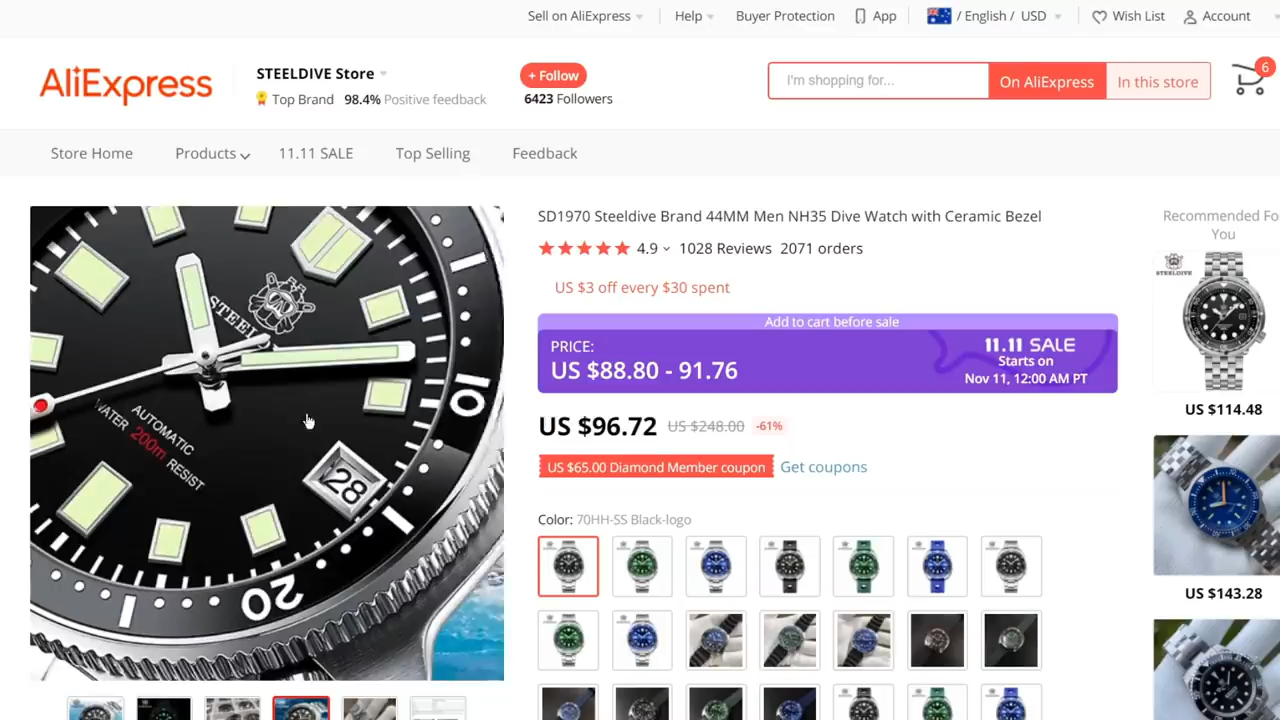 Sell on AliExpress
Help
Buyer Protection
App
/ English / USD
Wish List
Account
AliExpress
STEELDIVE Store
Top Brand 98.4% Positive feedback
+ Follow
6423 Followers
I'm shopping for...
On AliExpress
In this store
6
Store Home
Products
11.11 SALE
Top Selling
Feedback
STEEL
AUTOMATIC
WATER 200m RESIST
28
10
20
SD1970 Steeldive Brand 44MM Men NH35 Dive Watch with Ceramic Bezel
4.9 1028 Reviews 2071 orders
US $3 off every $30 spent
Add to cart before sale
PRICE:
US $88.80 - 91.76
11.11 SALE
Starts on
Nov 11, 12:00 AM PT
US $96.72 US $248.00 -61%
US $65.00 Diamond Member coupon Get coupons
Color: 70HH-SS Black-logo
Recommended Fo
You
STEELDIVE
US $114.48
US $143.28